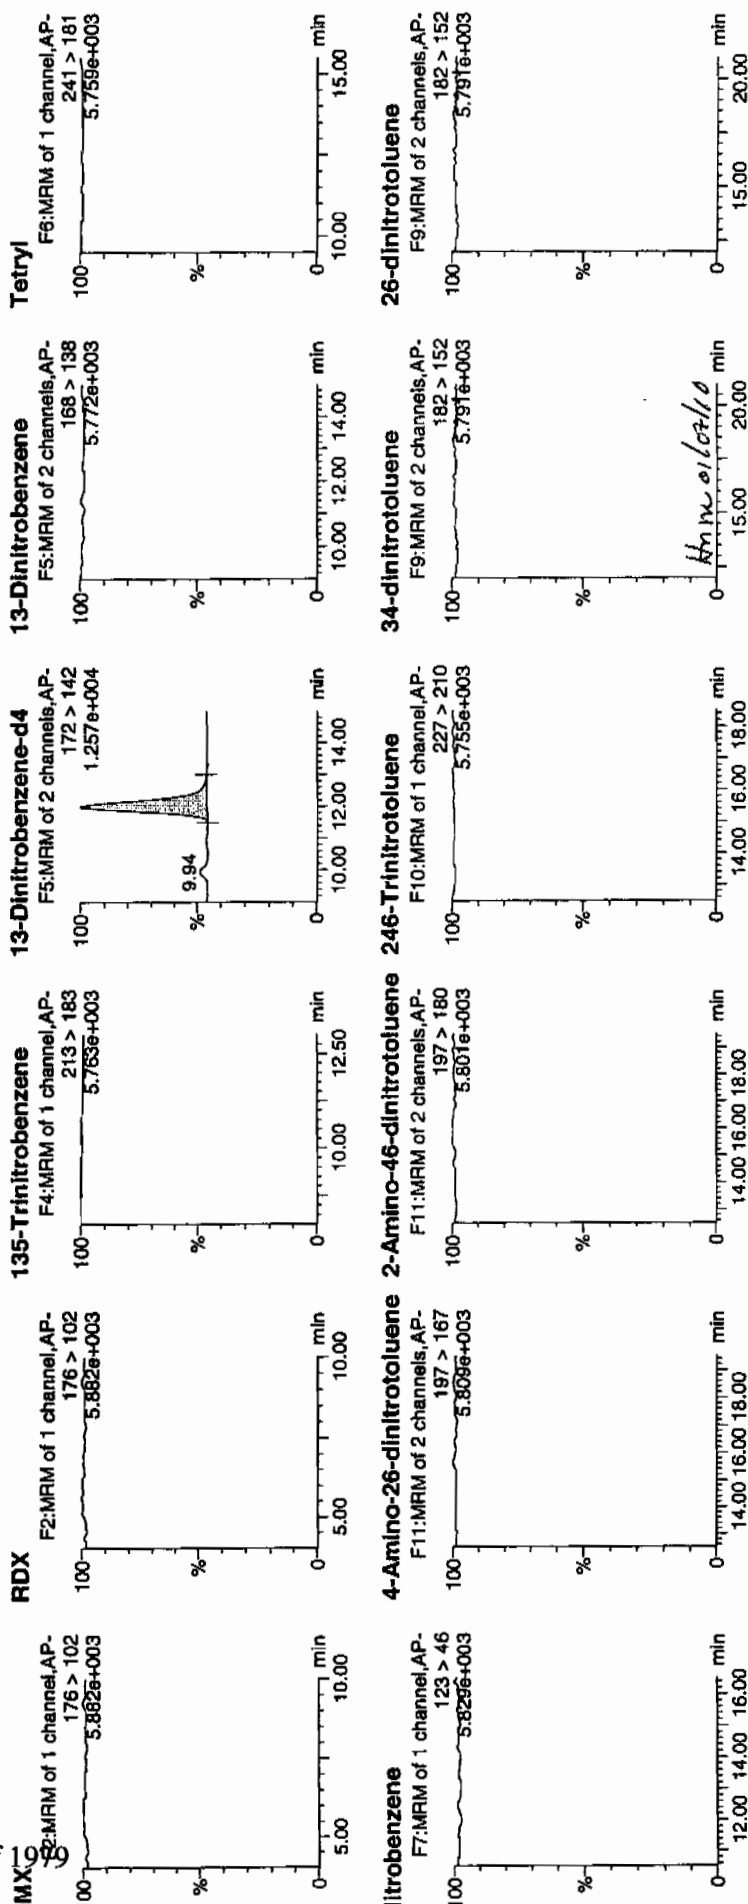 MX
2:MRM of 1 channel,AP-
176 > 102
5.882e+003
00
%
0
5.00
10.00
min
1979
RDX
F2:MRM of 1 channel,AP-
176 > 102
5.882e+003
100
%
0
5.00
10.00
min
135-Trinitrobenzene
F4:MRM of 1 channel,AP-
213 > 183
5.763e+003
100
%
0
10.00
12.50
min
13-Dinitrobenzene-d4
F5:MRM of 2 channels,AP-
172 > 142
1.257e+004
100
%
9.94
0
10.00
12.00
14.00
min
13-Dinitrobenzene
F5:MRM of 2 channels,AP-
168 > 138
5.772e+003
100
%
0
10.00
12.00
14.00
min
Tetryl
F6:MRM of 1 channel,AP-
241 > 181
5.759e+003
100
%
0
10.00
15.00
min
itrobenzene
F7:MRM of 1 channel,AP-
123 > 46
5.829e+003
00
%
0
12.00
14.00
16.00
min
4-Amino-26-dinitrotoluene
F11:MRM of 2 channels,AP-
197 > 167
5.809e+003
100
%
0
14.00
16.00
18.00
min
2-Amino-46-dinitrotoluene
F11:MRM of 2 channels,AP-
197 > 180
5.801e+003
100
%
0
14.00
16.00
18.00
min
246-Trinitrotoluene
F10:MRM of 1 channel,AP-
227 > 210
5.755e+003
100
%
0
14.00
16.00
18.00
min
34-dinitrotoluene
F9:MRM of 2 channels,AP-
182 > 152
5.791e+003
100
%
01/07/10
0
15.00
20.00
min
26-dinitrotoluene
F9:MRM of 2 channels,AP-
182 > 152
5.791e+003
100
%
0
15.00
20.00
min